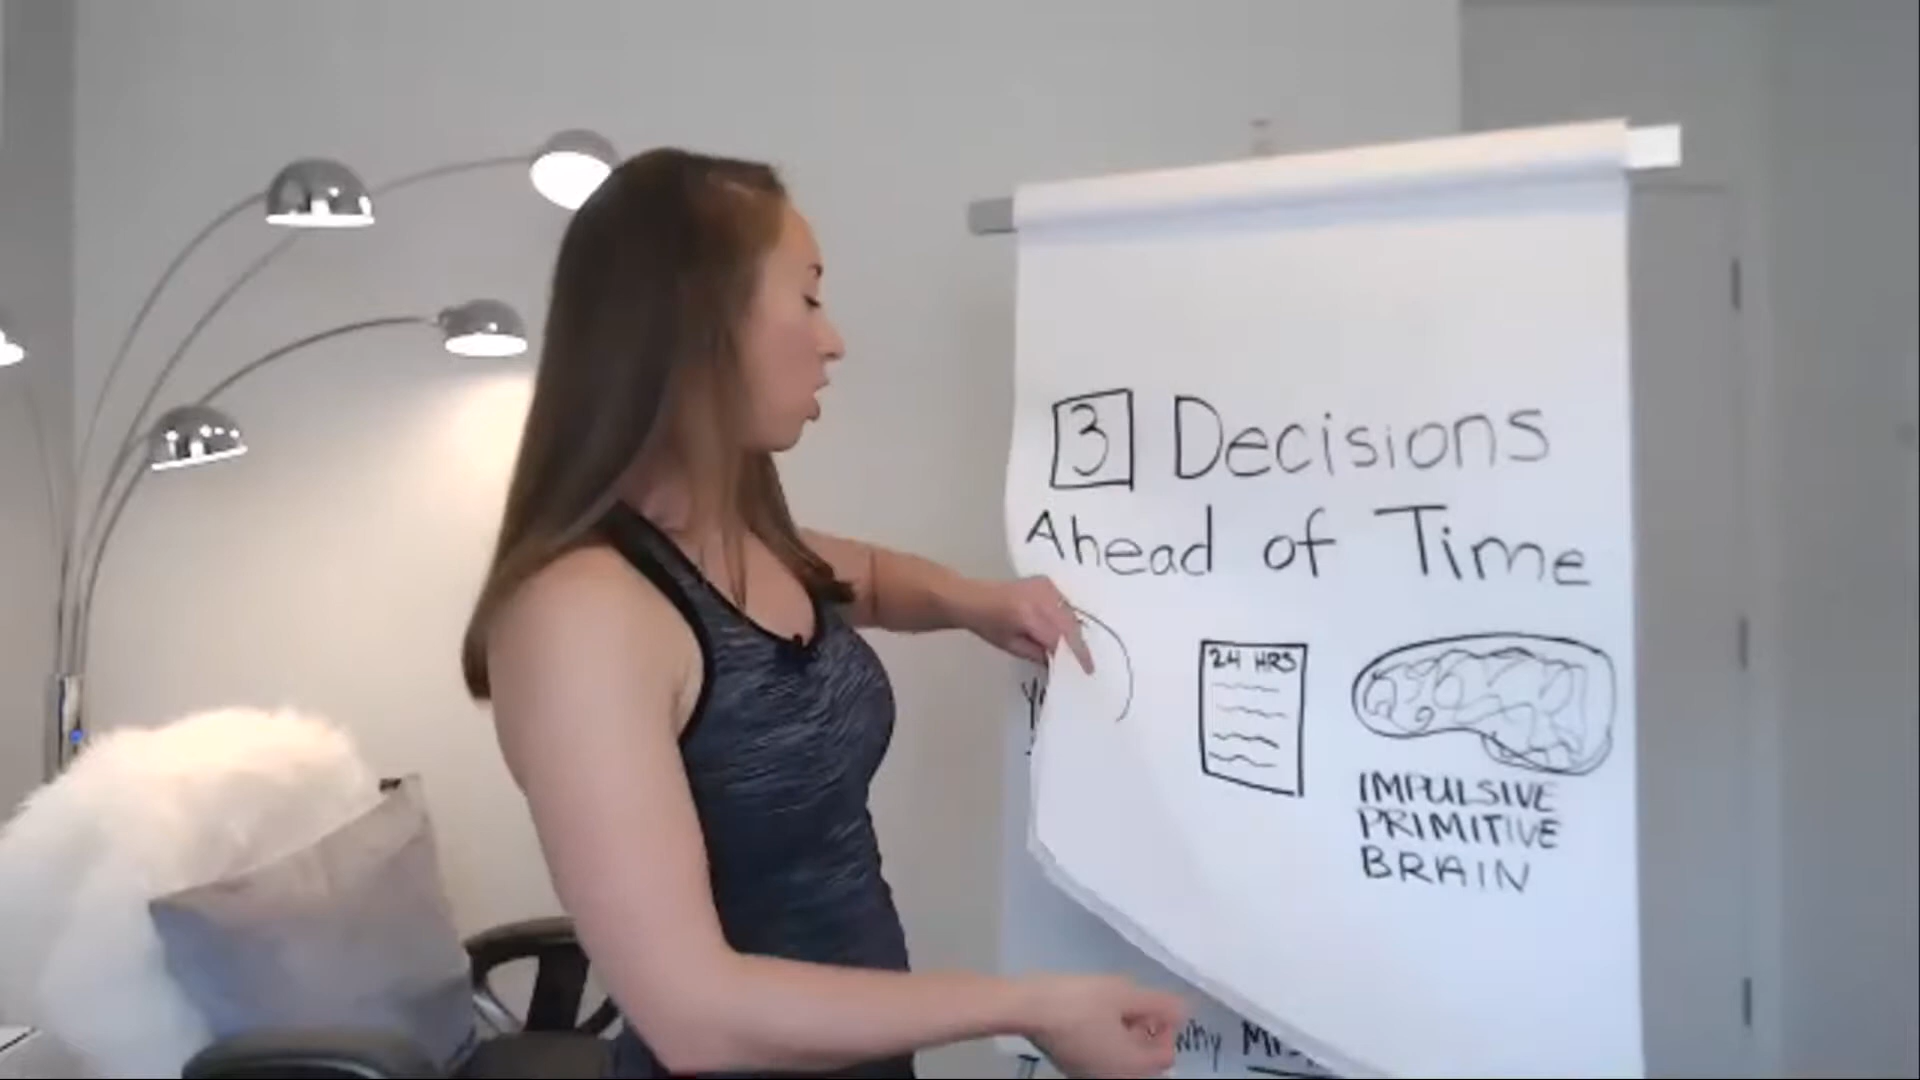 3 Decisions
Ahead of Time
24 HRS
IMPULSIVE
PRIMITIVE
BRAIN
why